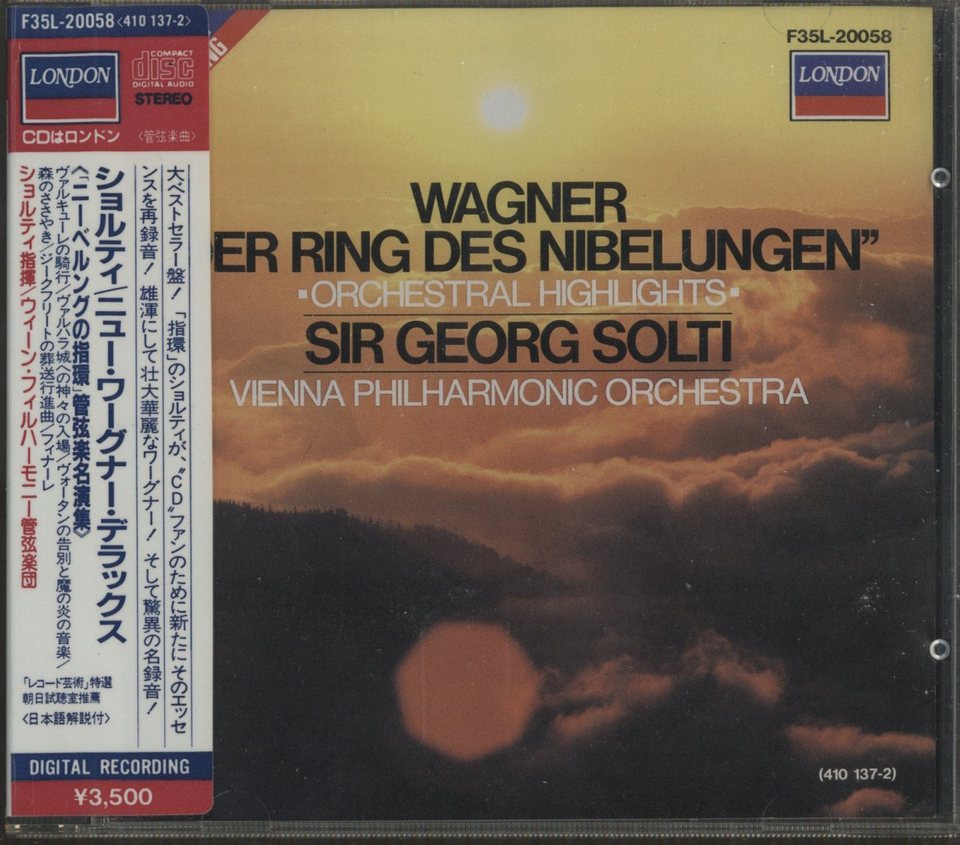 F35L-20058<410 137-2>
LONDON
COMPACT
disc
DIGITAL AUDIO
STEREO
CDはロンドン
〈管弦楽曲〉
大ベストセラー盤!「指環」のショルティが、“CD”ファンのために新たにそのエッセ
ンスを再録音! 雄渾にして壮大華麗なワーグナー! そして驚異の名録音!
ショルティ/ニュー・ワーグナー・デラックス
《「ニーベルングの指環」管弦楽名演集》
ヴァルキューレの騎行/ヴァルハラ城への神々の入場/ヴォータンの告別と魔の炎の音楽/
森のささやき/ジークフリートの葬送行進曲/フィナーレ
ショルティ指揮/ウィーン・フィルハーモニー管弦楽団
「レコード芸術」特選
朝日試聴室推薦
〈日本語解説付〉
DIGITAL RECORDING
¥3,500
NG
F35L-20058
LONDON
WAGNER
ER RING DES NIBELUNGEN”
·ORCHESTRAL HIGHLIGHTS·
SIR GEORG SOLTI
VIENNA PHILHARMONIC ORCHESTRA
(410 137-2)